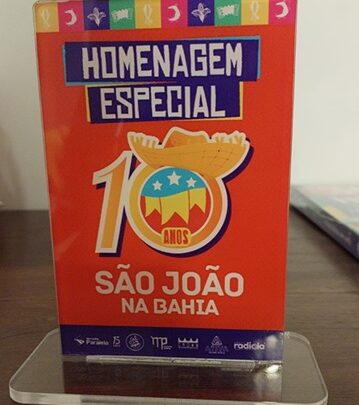 HOMENAGEM
ESPECIAL
10
ANOS
SÃO JOÃO
NA BAHIA
radiola